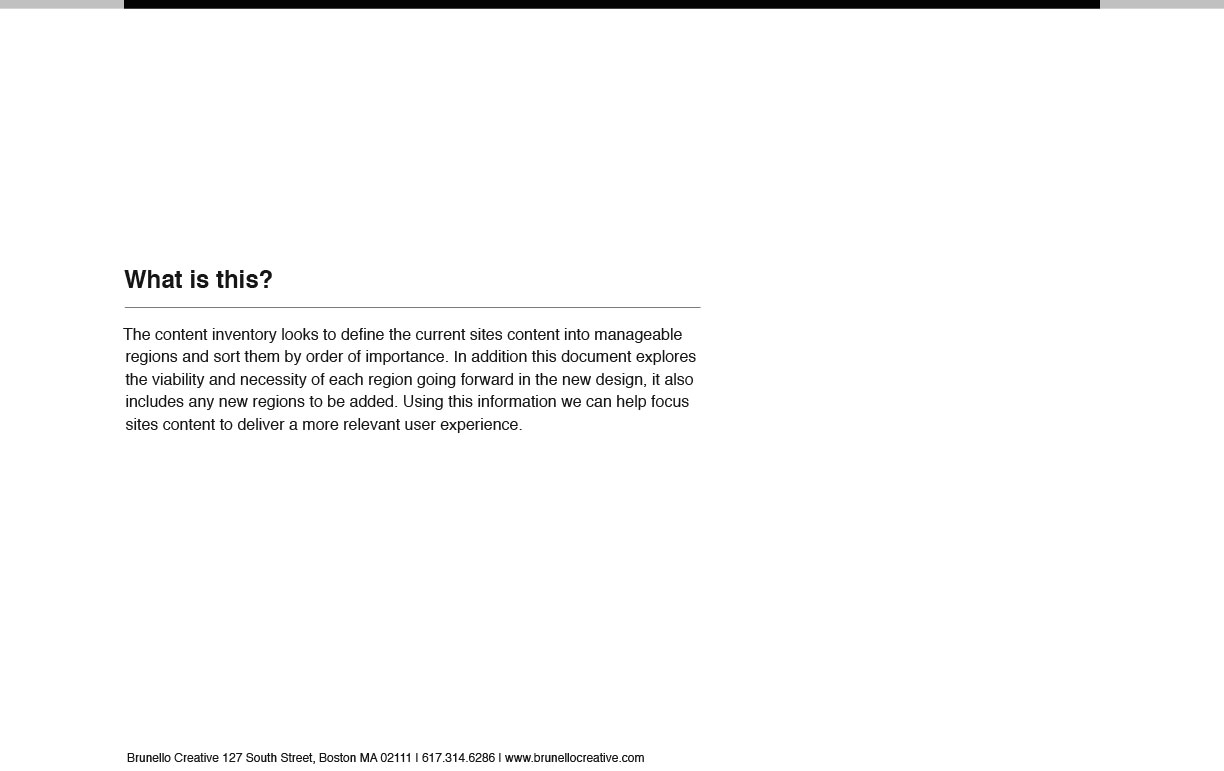 What is this?
The content inventory looks to define the current sites content into manageable
regions and sort them by order of importance. In addition this document explores
the viability and necessity of each region going forward in the new design, it also
includes any new regions to be added. Using this information we can help focus
sites content to deliver a more relevant user experience.
Brunello Creative 127 South Street, Boston MA 02111 | 617.314.6286 | www.brunellocreative.com